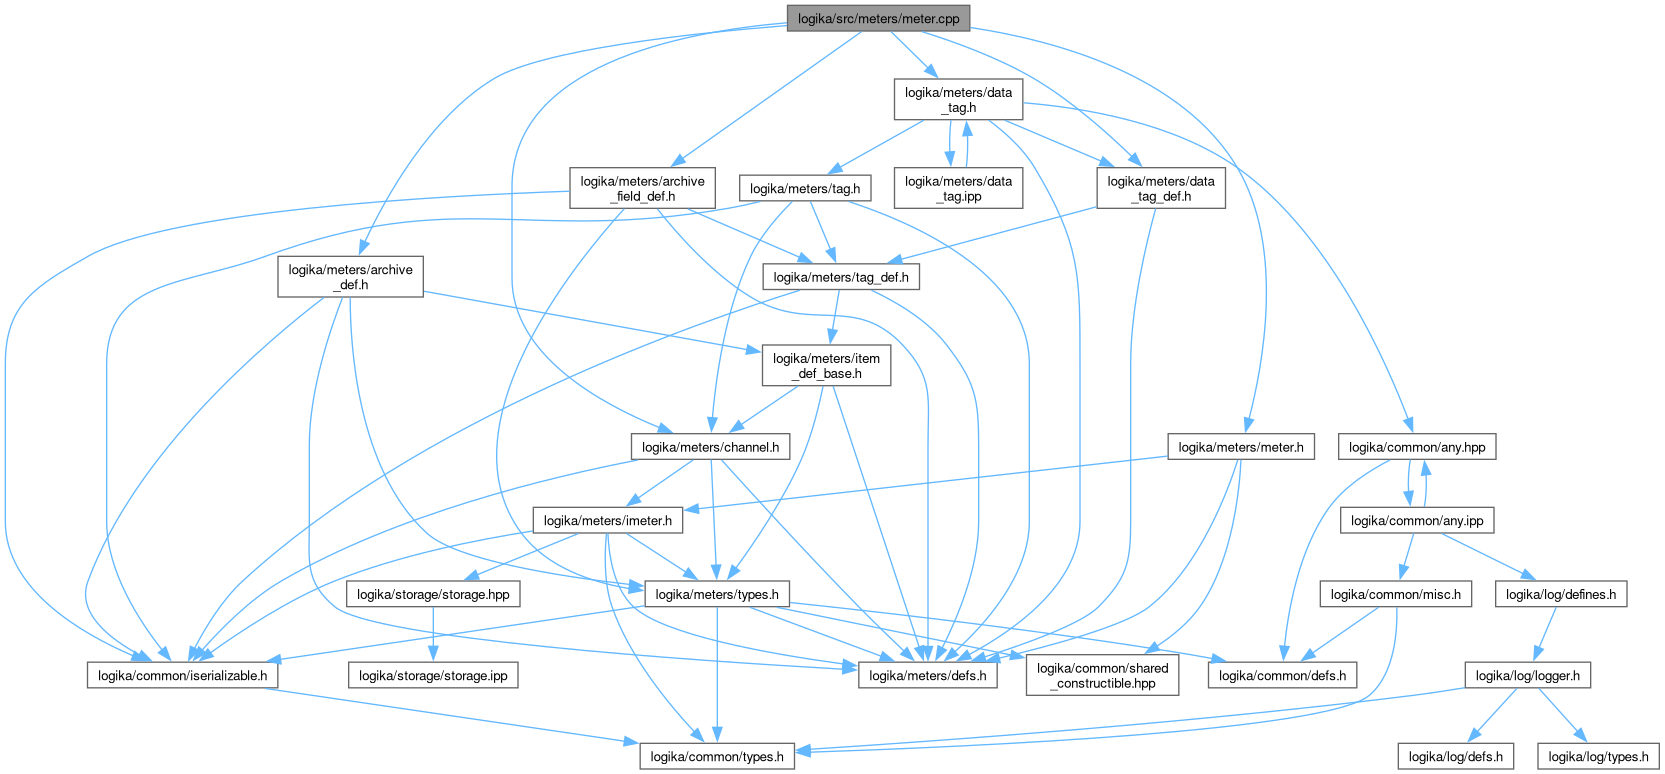 logika/src/meters/meter.cpp
logika/meters/data
_tag.h
logika/meters/archive
_field_def.h
logika/meters/tag.h
logika/meters/data
_tag.ipp
logika/meters/data
_tag_def.h
logika/meters/archive
_def.h
logika/meters/tag_def.h
logika/meters/item
_def_base.h
logika/meters/channel.h
logika/meters/meter.h
logika/common/any.hpp
logika/meters/imeter.h
logika/common/any.ipp
logika/storage/storage.hpp
logika/meters/types.h
logika/common/misc.h
logika/log/defines.h
logika/common/iserializable.h
logika/storage/storage.ipp
logika/meters/defs.h
logika/common/shared
_constructible.hpp
logika/common/defs.h
logika/log/logger.h
logika/common/types.h
logika/log/defs.h
logika/log/types.h